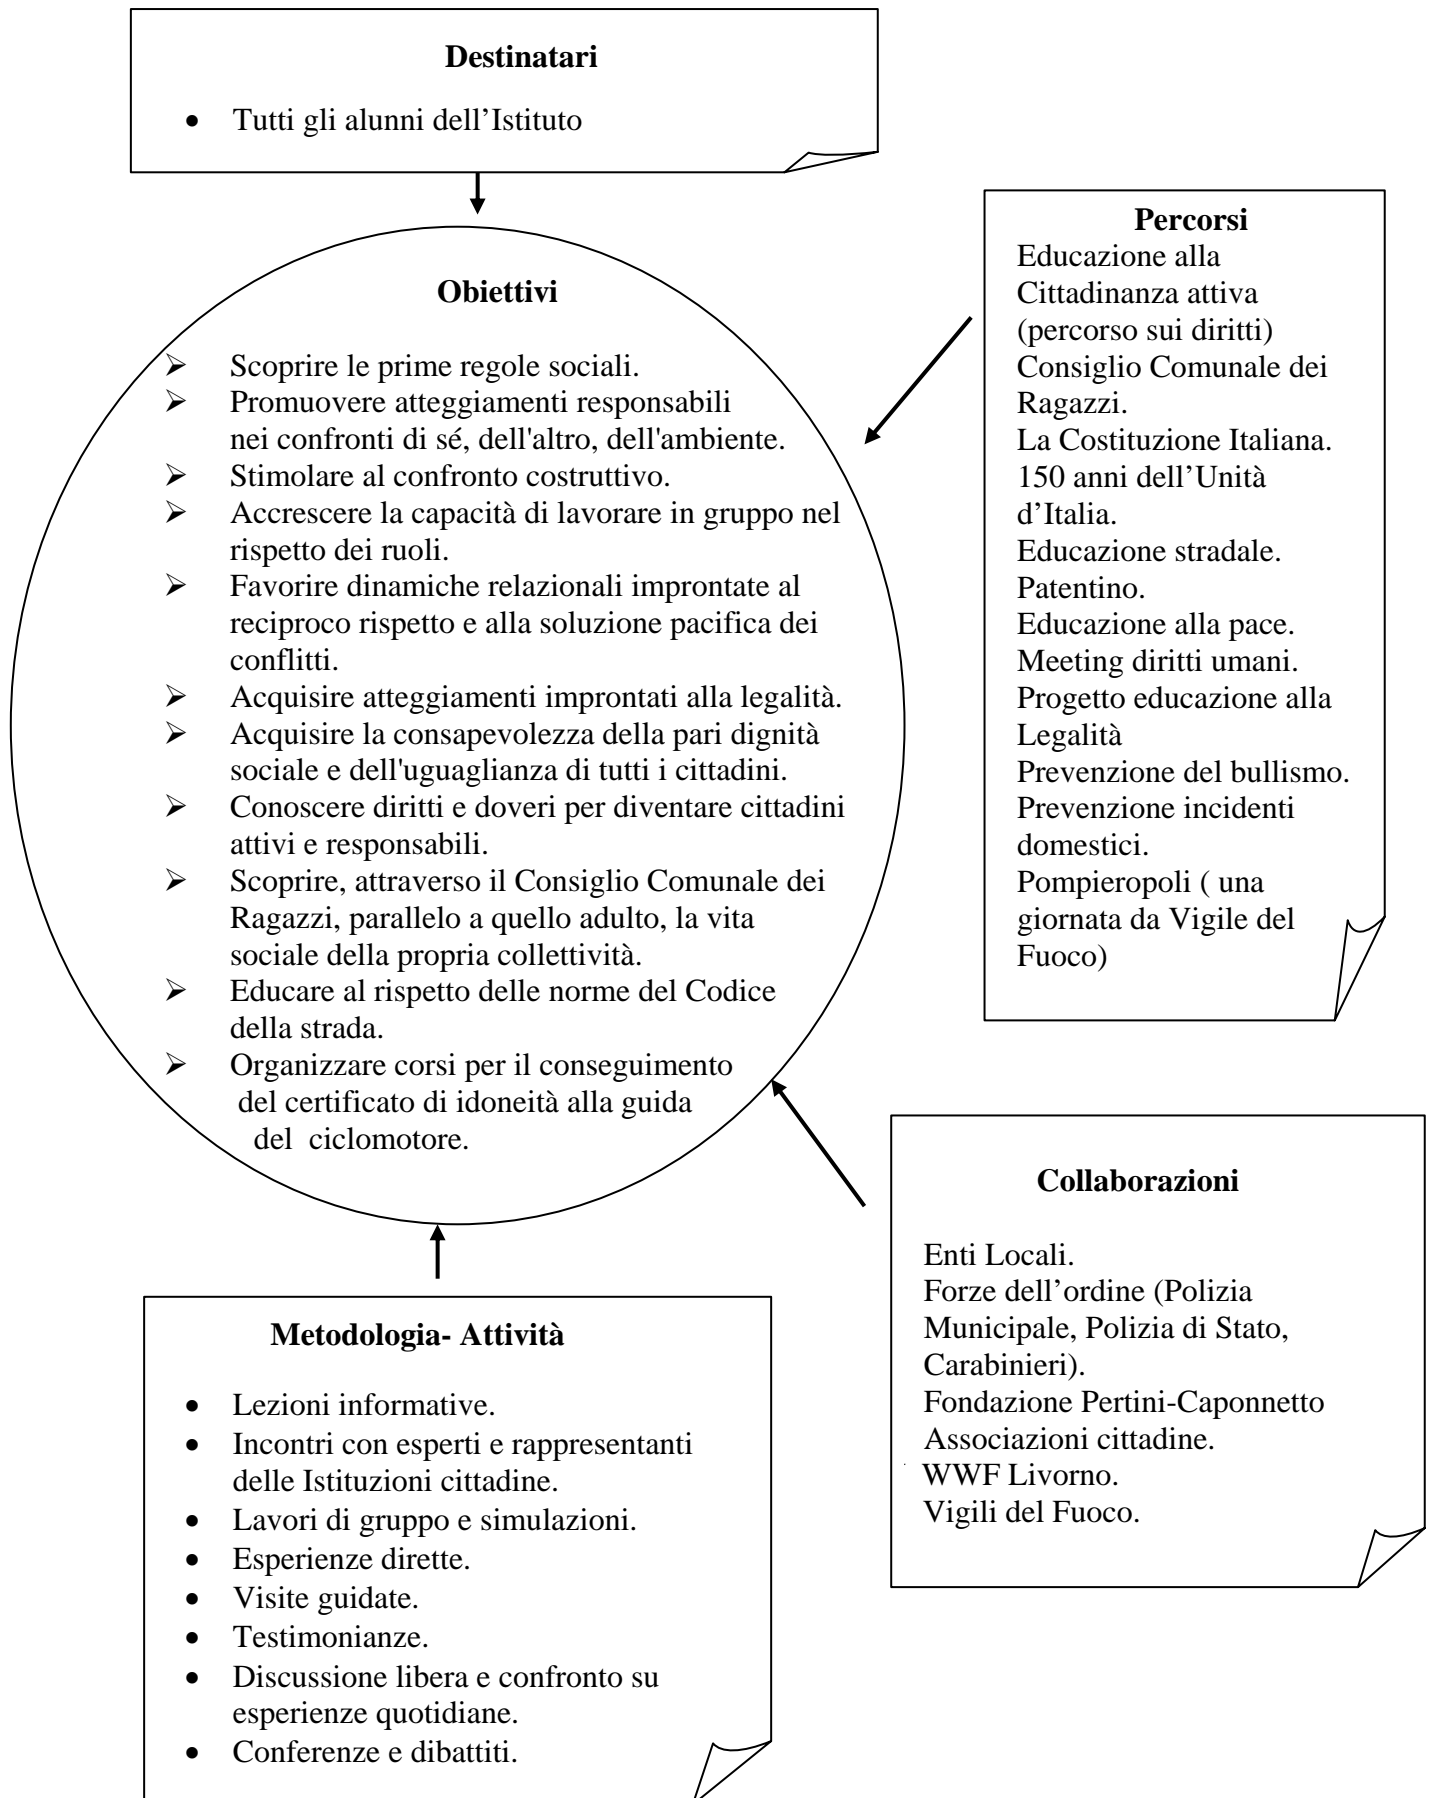 Destinatari
• Tutti gli alunni dell’Istituto
Obiettivi
➢ Scoprire le prime regole sociali.
➢ Promuovere atteggiamenti responsabili
nei confronti di sé, dell'altro, dell'ambiente.
➢ Stimolare al confronto costruttivo.
➢ Accrescere la capacità di lavorare in gruppo nel
rispetto dei ruoli.
➢ Favorire dinamiche relazionali improntate al
reciproco rispetto e alla soluzione pacifica dei
conflitti.
➢ Acquisire atteggiamenti improntati alla legalità.
➢ Acquisire la consapevolezza della pari dignità
sociale e dell'uguaglianza di tutti i cittadini.
➢ Conoscere diritti e doveri per diventare cittadini
attivi e responsabili.
➢ Scoprire, attraverso il Consiglio Comunale dei
Ragazzi, parallelo a quello adulto, la vita
sociale della propria collettività.
➢ Educare al rispetto delle norme del Codice
della strada.
➢ Organizzare corsi per il conseguimento
del certificato di idoneità alla guida
del ciclomotore.
Percorsi
Educazione alla
Cittadinanza attiva
(percorso sui diritti)
Consiglio Comunale dei
Ragazzi.
La Costituzione Italiana.
150 anni dell’Unità
d’Italia.
Educazione stradale.
Patentino.
Educazione alla pace.
Meeting diritti umani.
Progetto educazione alla
Legalità
Prevenzione del bullismo.
Prevenzione incidenti
domestici.
Pompieropoli ( una
giornata da Vigile del
Fuoco)
Collaborazioni
Enti Locali.
Forze dell’ordine (Polizia
Municipale, Polizia di Stato,
Carabinieri).
Fondazione Pertini-Caponnetto
Associazioni cittadine.
WWF Livorno.
Vigili del Fuoco.
Metodologia- Attività
• Lezioni informative.
• Incontri con esperti e rappresentanti
delle Istituzioni cittadine.
• Lavori di gruppo e simulazioni.
• Esperienze dirette.
• Visite guidate.
• Testimonianze.
• Discussione libera e confronto su
esperienze quotidiane.
• Conferenze e dibattiti.